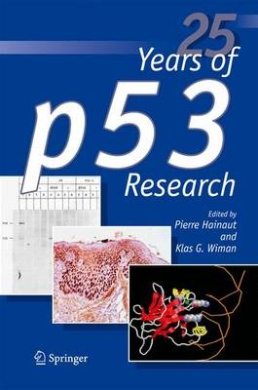 25
Years of
p53
Research
Edited by
Pierre Hainaut
and
Klas G. Wiman
Springer